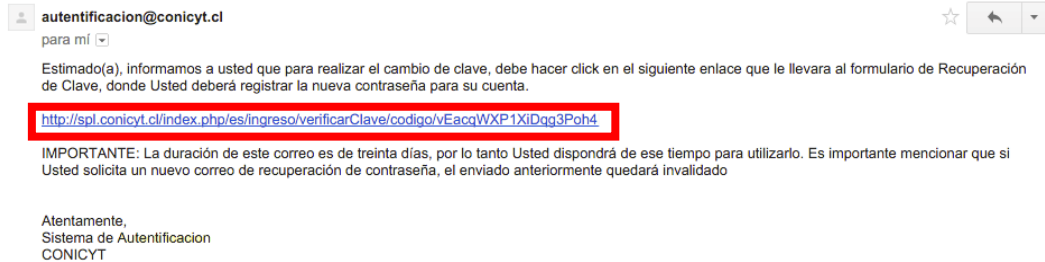 autentificacion@conicyt.cl
para mí
Estimado(a), informamos a usted que para realizar el cambio de clave, debe hacer click en el siguiente enlace que le llevara al formulario de Recuperación
de Clave, donde Usted deberá registrar la nueva contraseña para su cuenta.
http://spl.conicyt.cl/index.php/es/ingreso/verificarClave/codigo/vEacqWXP1XiDqg3Poh4
IMPORTANTE: La duración de este correo es de treinta días, por lo tanto Usted dispondrá de ese tiempo para utilizarlo. Es importante mencionar que si
Usted solicita un nuevo correo de recuperación de contraseña, el enviado anteriormente quedará invalidado
Atentamente,
Sistema de Autentificacion
CONICYT